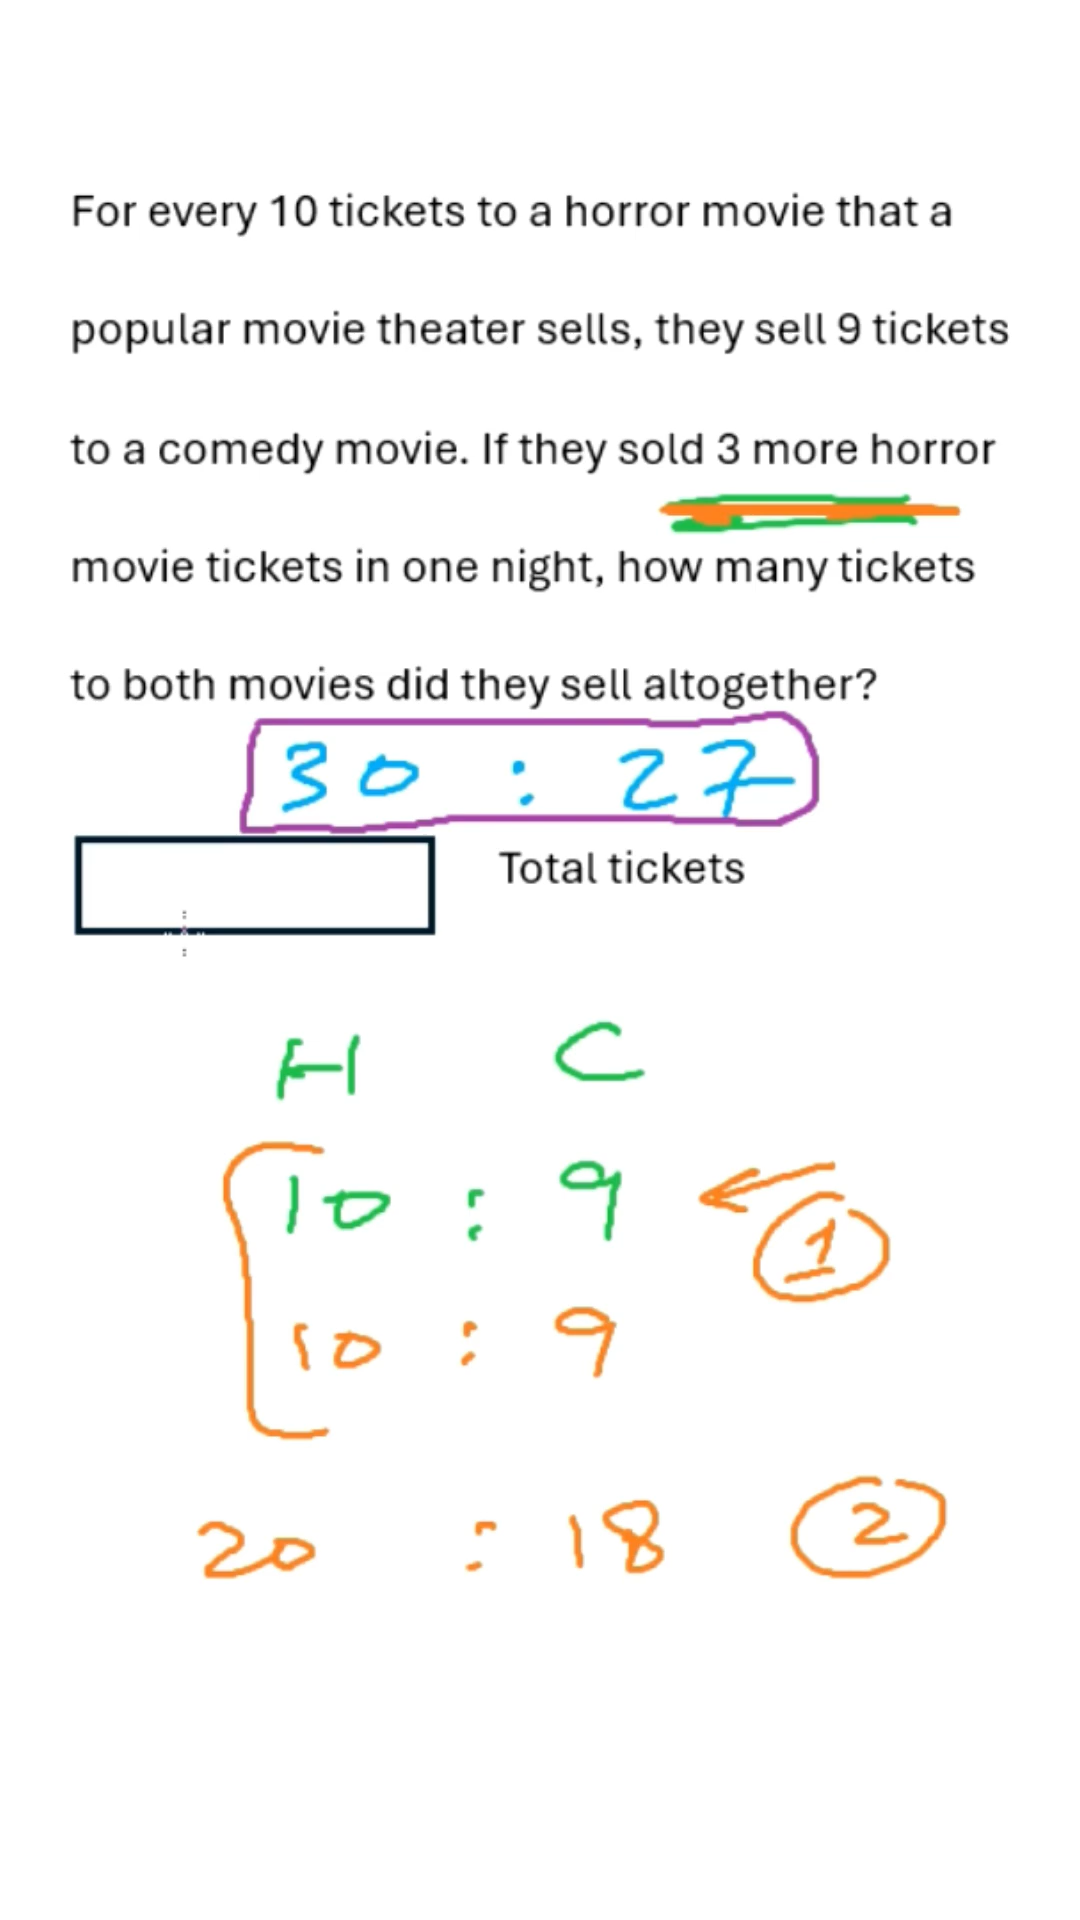 For every 10 tickets to a horror movie that a
popular movie theater sells, they sell 9 tickets
to a comedy movie. If they sold 3 more horror
movie tickets in one night, how many tickets
to both movies did they sell altogether?
30 : 27
Total tickets
H C
10 : 9
1
10 : 9
20 : 18 2